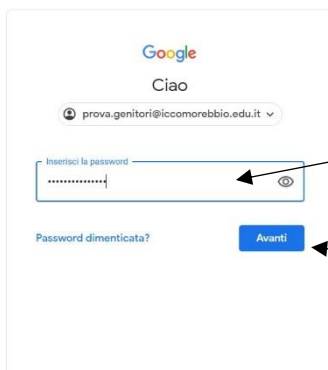 Google
Ciao
prova.genitori@iccomorebbio.edu.it
Inserisci la password
•••••••••••••••
Password dimenticata?
Avanti